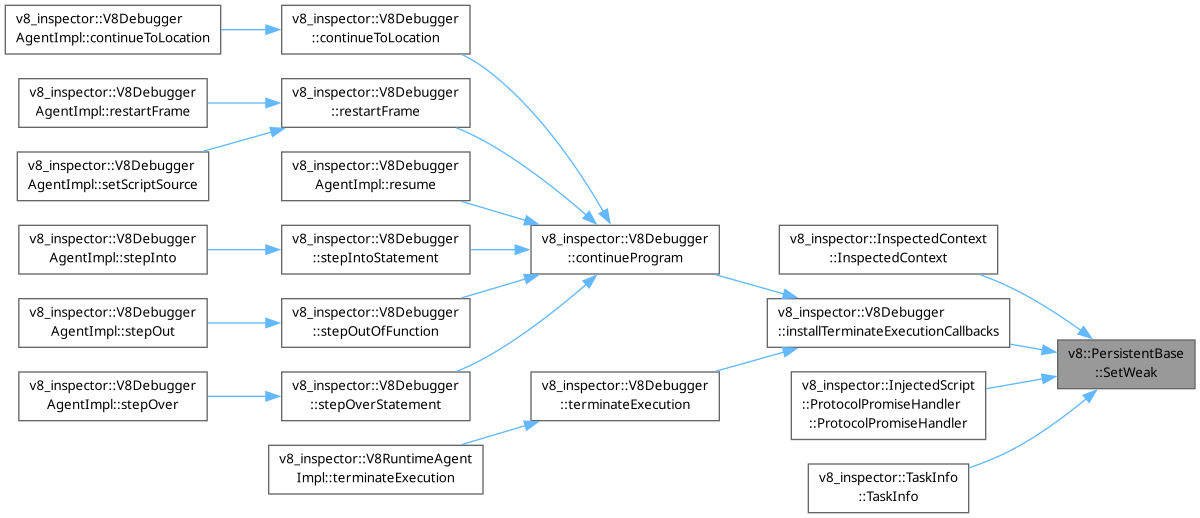 v8_inspector::V8Debugger
AgentImpl::continueToLocation
v8_inspector::V8Debugger
::continueToLocation
v8_inspector::V8Debugger
AgentImpl::restartFrame
v8_inspector::V8Debugger
::restartFrame
v8_inspector::V8Debugger
AgentImpl::setScriptSource
v8_inspector::V8Debugger
AgentImpl::resume
v8_inspector::V8Debugger
AgentImpl::stepInto
v8_inspector::V8Debugger
::stepIntoStatement
v8_inspector::V8Debugger
::continueProgram
v8_inspector::InspectedContext
::InspectedContext
v8_inspector::V8Debugger
AgentImpl::stepOut
v8_inspector::V8Debugger
::stepOutOfFunction
v8_inspector::V8Debugger
::installTerminateExecutionCallbacks
v8::PersistentBase
::SetWeak
v8_inspector::V8Debugger
AgentImpl::stepOver
v8_inspector::V8Debugger
::stepOverStatement
v8_inspector::V8Debugger
::terminateExecution
v8_inspector::InjectedScript
::ProtocolPromiseHandler
::ProtocolPromiseHandler
v8_inspector::V8RuntimeAgent
Impl::terminateExecution
v8_inspector::TaskInfo
::TaskInfo